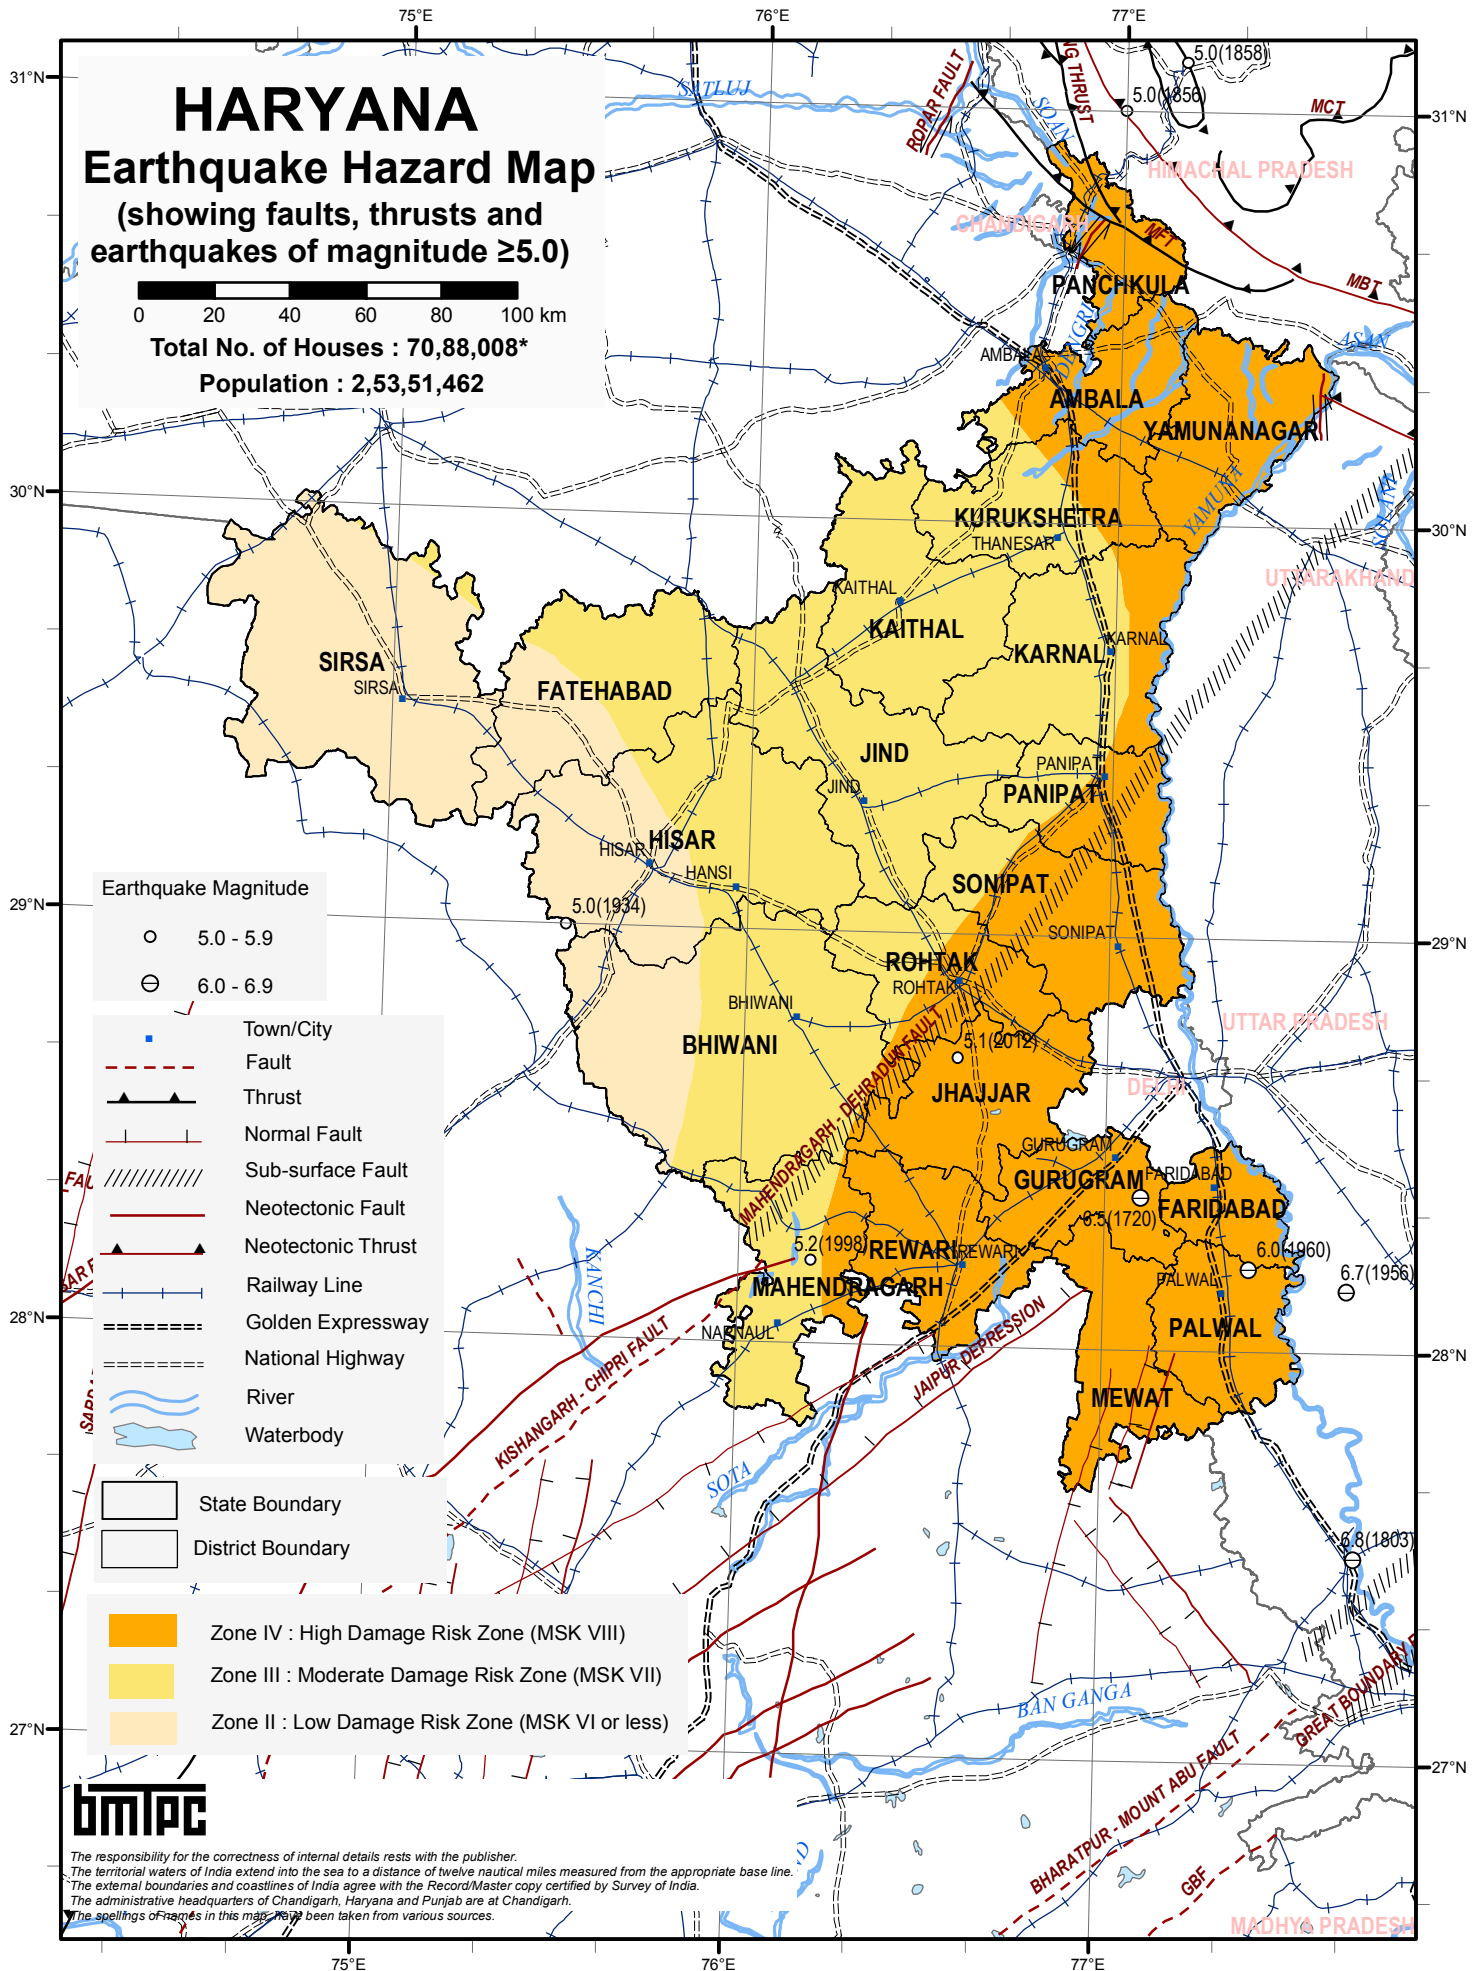 75°E
76°E
77°E
31°N
30°N
29°N
28°N
27°N
31°N
30°N
29°N
28°N
27°N
75°E
76°E
77°E
HARYANA
Earthquake Hazard Map
(showing faults, thrusts and
earthquakes of magnitude ≥5.0)
0 20 40 60 80 100 km
Total No. of Houses : 70,88,008*
Population : 2,53,51,462
SATLUJ
ROPAR FAULT
SOAN
NG THRUST
5.0(1858)
5.0(1856)
MCT
HIMACHAL PRADESH
CHANDIGARH
MFT
MBT
PANCHKULA
DANGRI
ASAN
AMBALA
AMBALA
YAMUNANAGAR
YAMUNA
KURUKSHETRA
THANESAR
UTTARAKHAND
KAITHAL
KAITHAL
KARNAL
KARNAL
SIRSA
SIRSA
FATEHABAD
JIND
JIND
PANIPAT
PANIPAT
HISAR
HISAR
HANSI
SONIPAT
SONIPAT
5.0(1934)
ROHTAK
ROHTAK
BHIWANI
BHIWANI
UTTAR PRADESH
5.1(2012)
JHAJJAR
DELHI
MAHENDRAGARH - DEHRADUN FAULT
GURUGRAM
GURUGRAM
FARIDABAD
FARIDABAD
6.5(1720)
5.2(1998)
REWARI
REWARI
6.0(1960)
6.7(1956)
PALWAL
PALWAL
MAHENDRAGARH
NARNAUL
KANCHI
KISHANGARH - CHIPRI FAULT
JAIPUR DEPRESSION
MEWAT
SOTA
6.8(1803)
BAN GANGA
GREAT BOUNDARY F
BHARATPUR - MOUNT ABU FAULT
GBF
MADHYA PRADESH
Earthquake Magnitude
5.0 - 5.9
6.0 - 6.9
Town/City
Fault
Thrust
Normal Fault
Sub-surface Fault
Neotectonic Fault
Neotectonic Thrust
Railway Line
Golden Expressway
National Highway
River
Waterbody
State Boundary
District Boundary
Zone IV : High Damage Risk Zone (MSK VIII)
Zone III : Moderate Damage Risk Zone (MSK VII)
Zone II : Low Damage Risk Zone (MSK VI or less)
bmTPC
The responsibility for the correctness of internal details rests with the publisher.
The territorial waters of India extend into the sea to a distance of twelve nautical miles measured from the appropriate base line.
The external boundaries and coastlines of India agree with the Record/Master copy certified by Survey of India.
The administrative headquarters of Chandigarh, Haryana and Punjab are at Chandigarh.
The spellings of names in this map, have been taken from various sources.